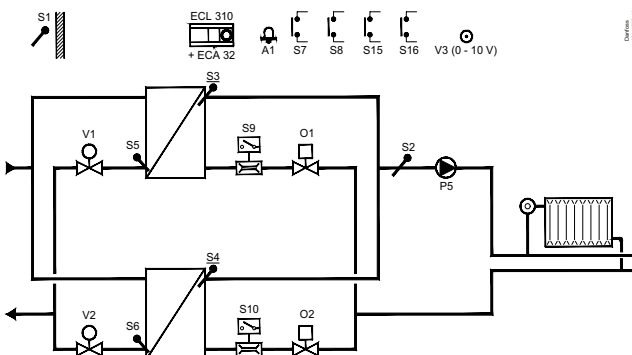 S1
ECL 310
+ ECA 32
A1
S7
S8
S15
S16
V3 (0 - 10 V)
Danfoss
S3
V1
S5
S9
O1
S2
P5
S4
V2
S6
S10
O2